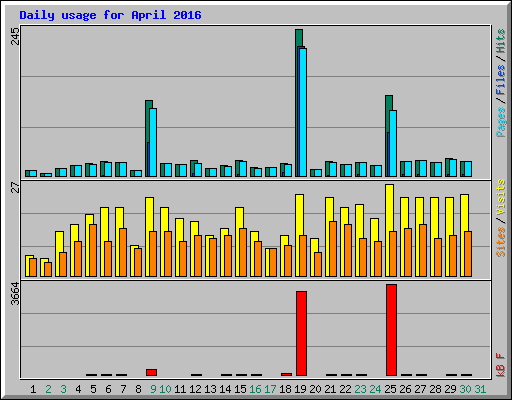 Daily usage for April 2016
245
Pages / Files / Hits
27
Sites / Visits
3664
kB F
1 2 3 4 5 6 7 8 9 10 11 12 13 14 15 16 17 18 19 20 21 22 23 24 25 26 27 28 29 30 31